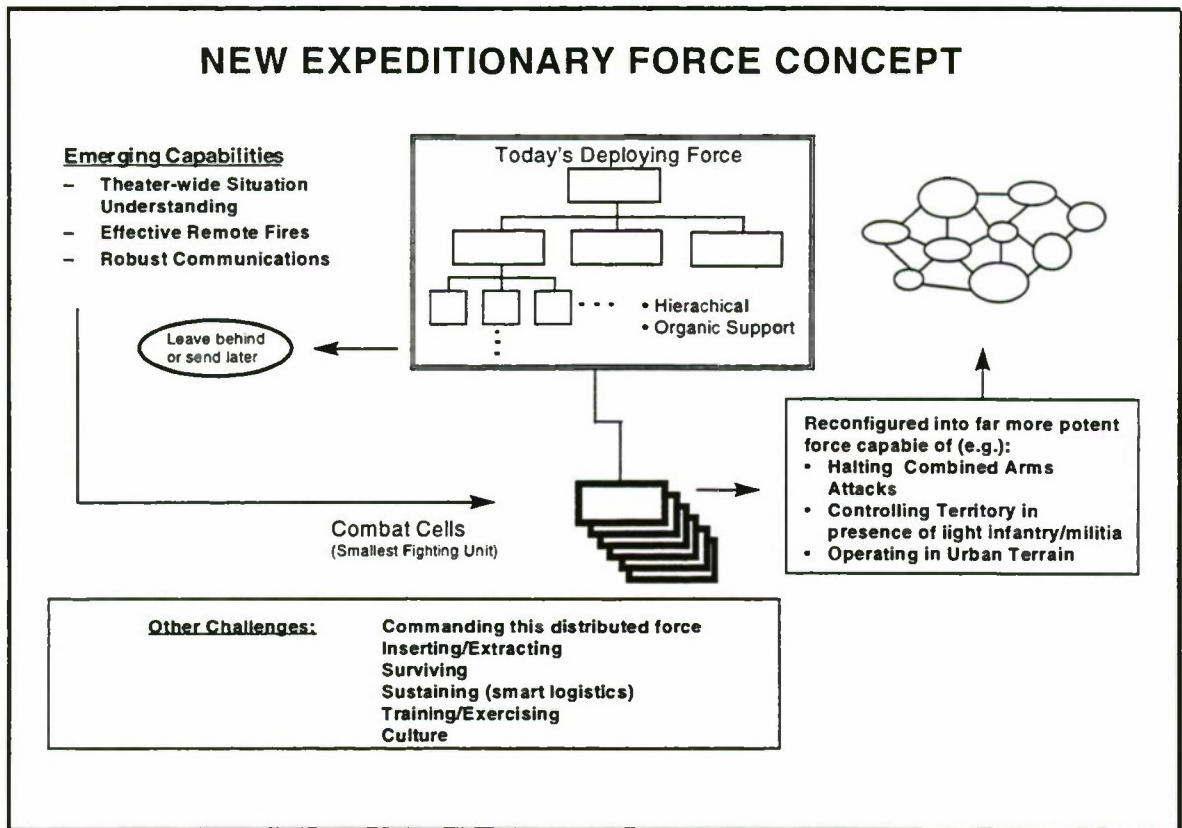 NEW EXPEDITIONARY FORCE CONCEPT
Emerging Capabilities
– Theater-wide Situation
Understanding
– Effective Remote Fires
– Robust Communications
Today's Deploying Force
• Hierachical
• Organic Support
Leave behind
or send later
Combat Cells
(Smallest Fighting Unit)
Reconfigured into far more potent
force capable of (e.g.):
• Halting Combined Arms
Attacks
• Controlling Territory in
presence of light infantry/militia
• Operating in Urban Terrain
Other Challenges: Commanding this distributed force
Inserting/Extracting
Surviving
Sustaining (smart logistics)
Training/Exercising
Culture